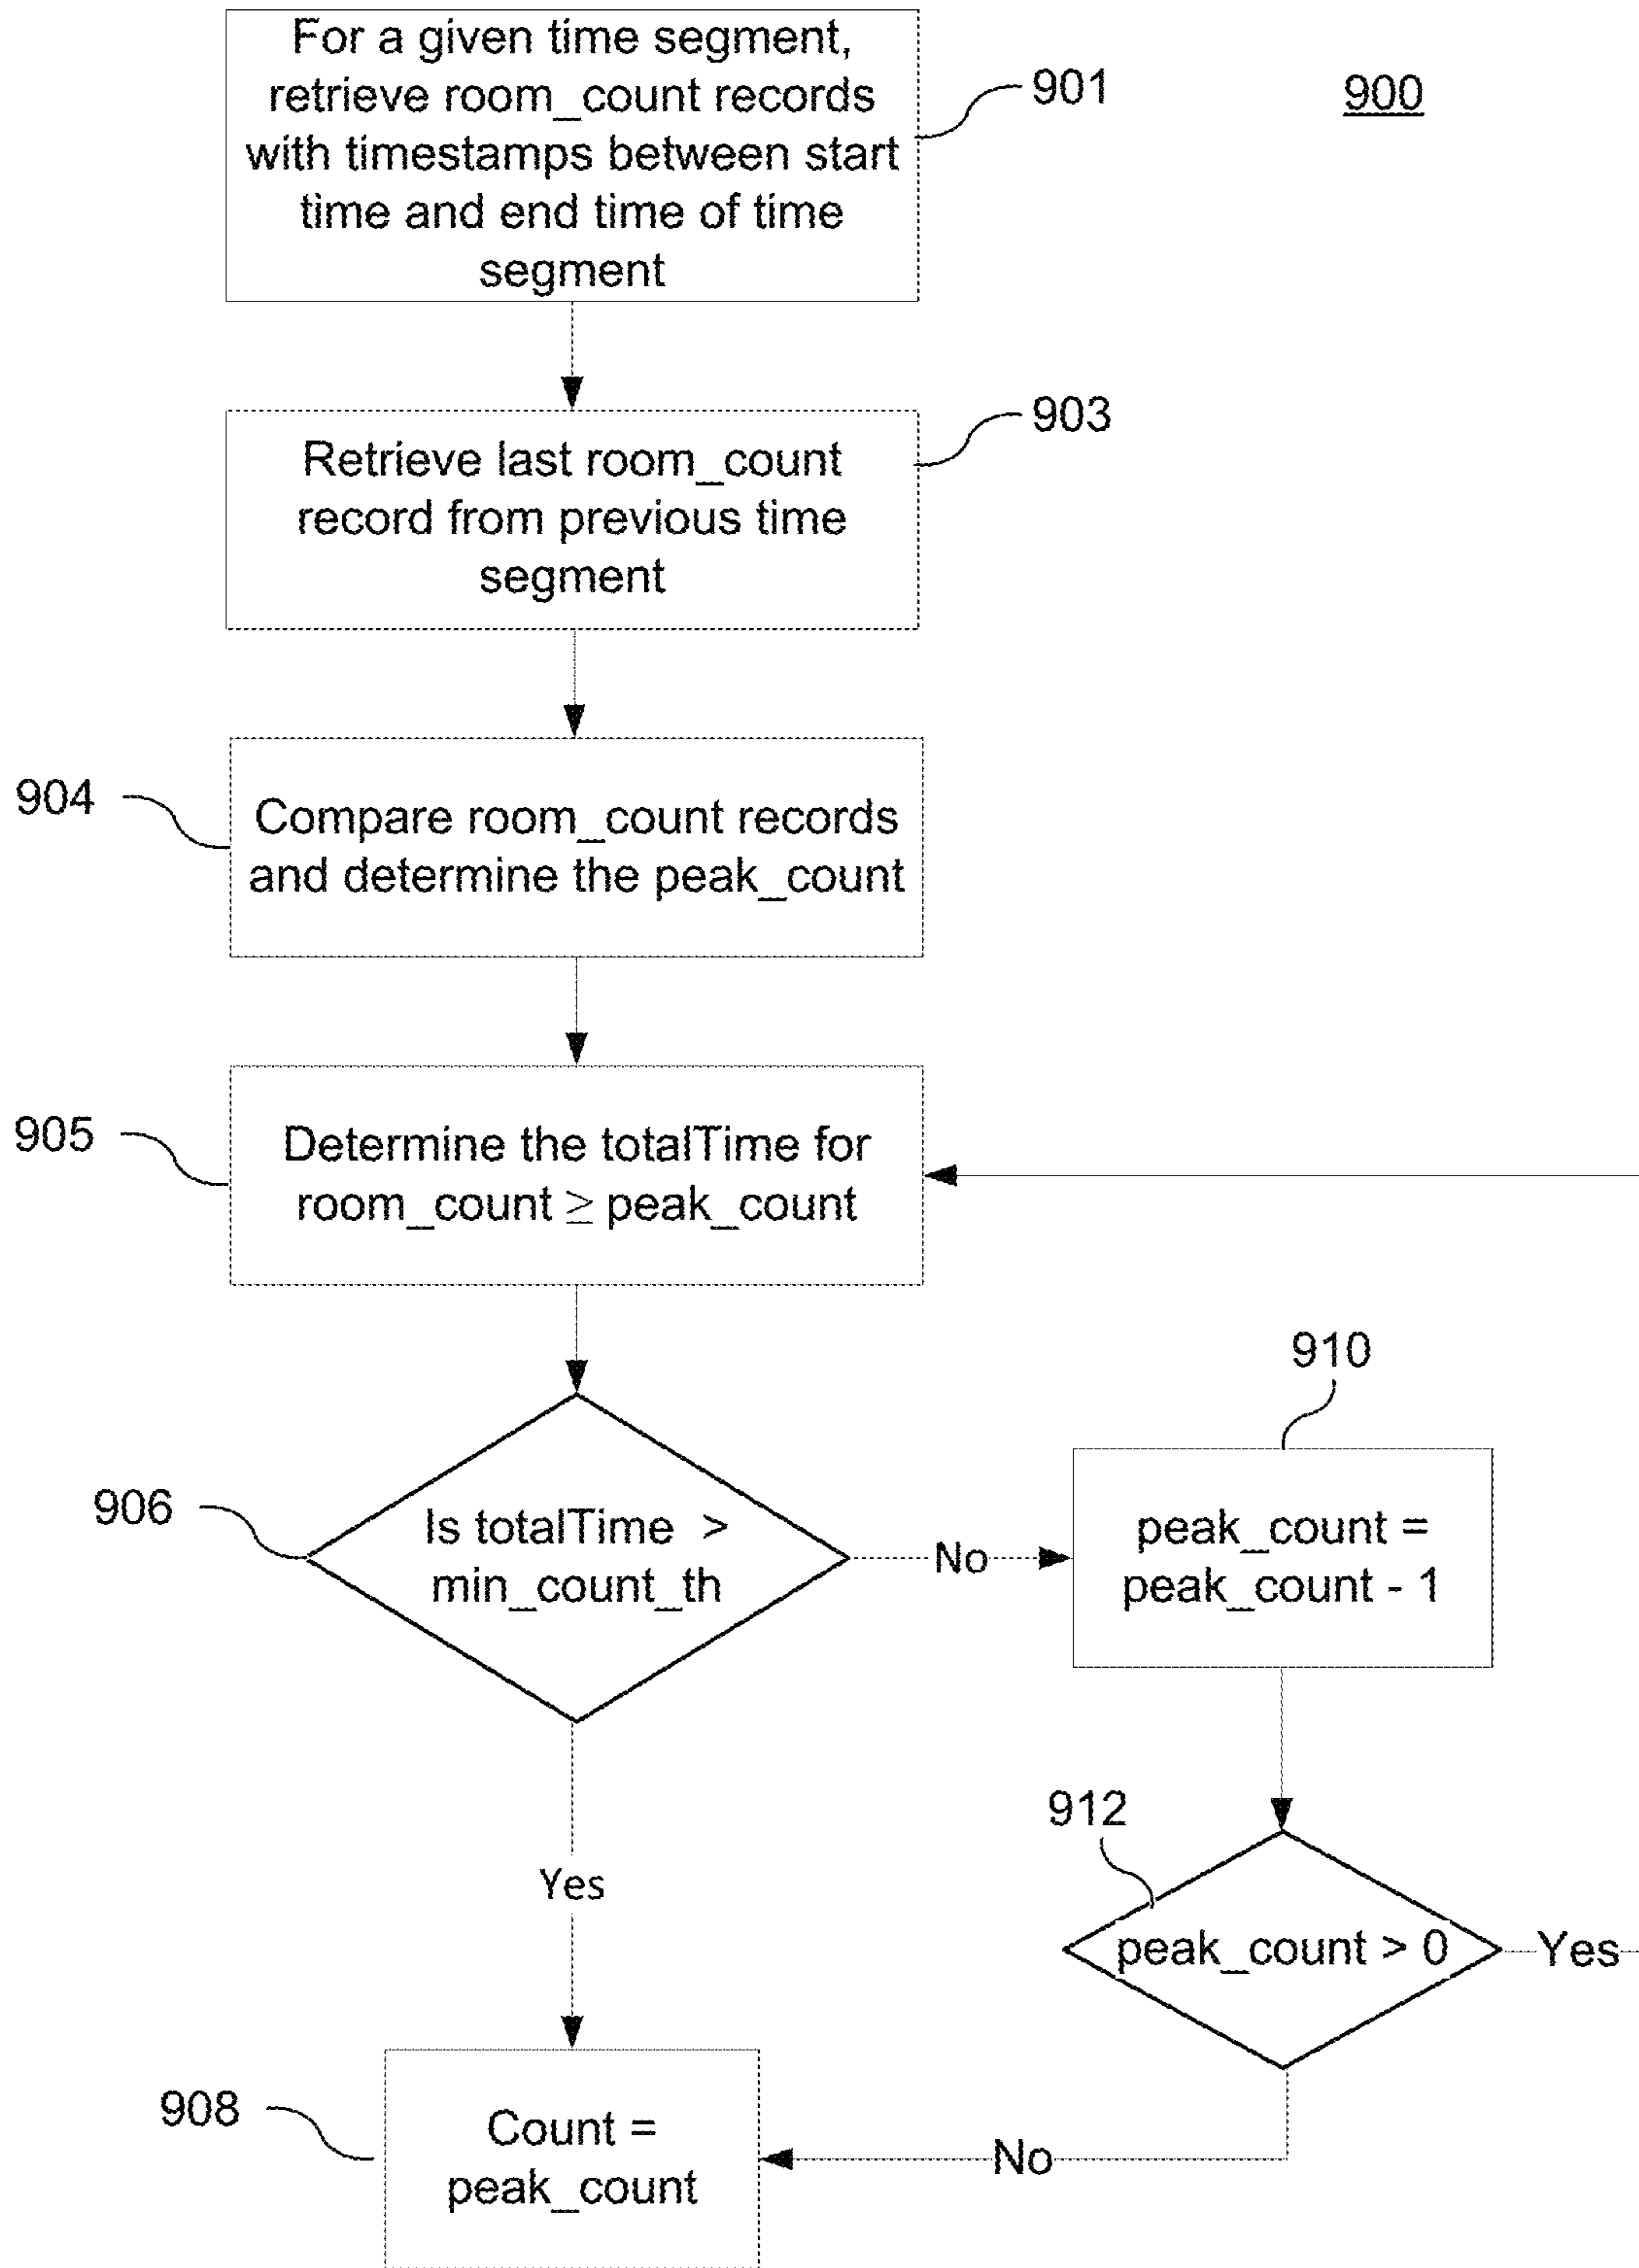 For a given time segment,
retrieve room_count records
with timestamps between start
time and end time of time
segment
901
900
Retrieve last room_count
record from previous time
segment
903
904
Compare room_count records
and determine the peak_count
905
Determine the totalTime for
room_count ≥ peak_count
906
Is totalTime >
min_count_th
No
910
peak_count =
peak_count - 1
912
peak_count > 0
Yes
Yes
908
Count =
peak_count
No